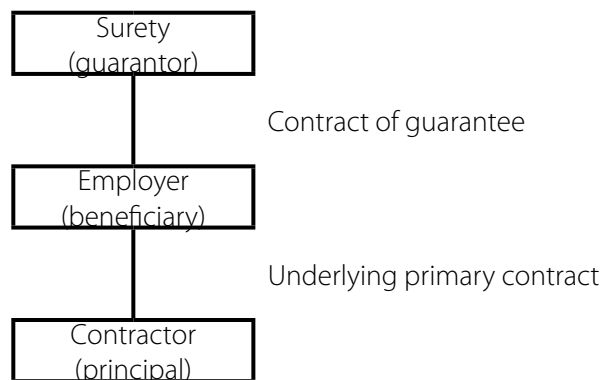 Surety
(guarantor)
Contract of guarantee
Employer
(beneficiary)
Underlying primary contract
Contractor
(principal)